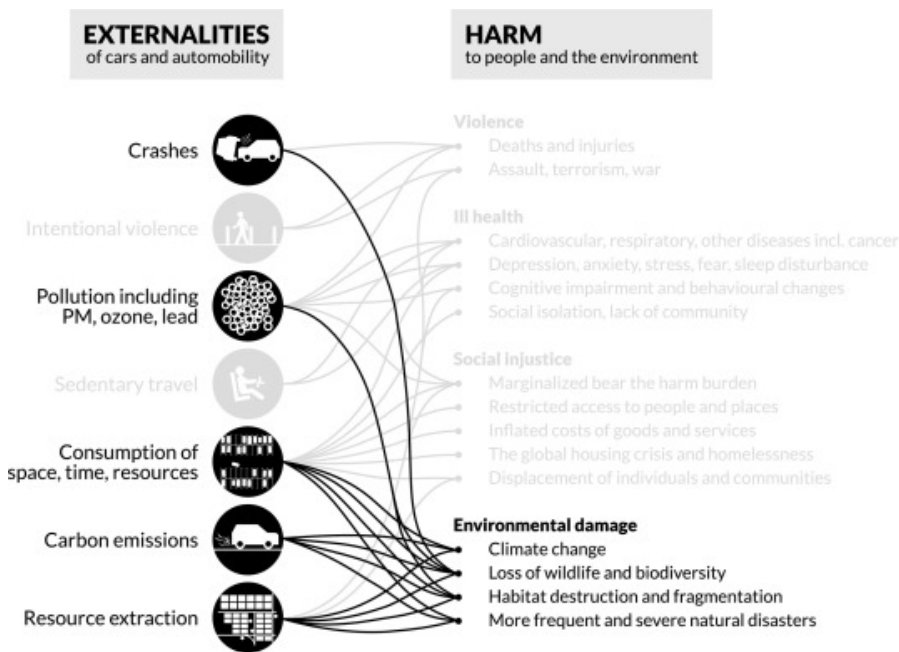 EXTERNALITIES
of cars and automobility
HARM
to people and the environment
Crashes
Intentional violence
Pollution including
PM, ozone, lead
Sedentary travel
Consumption of
space, time, resources
Carbon emissions
Resource extraction
Violence
Deaths and injuries
Assault, terrorism, war
Ill health
Cardiovascular, respiratory, other diseases incl. cancer
Depression, anxiety, stress, fear, sleep disturbance
Cognitive impairment and behavioural changes
Social isolation, lack of community
Social injustice
Marginalized bear the harm burden
Restricted access to people and places
Inflated costs of goods and services
The global housing crisis and homelessness
Displacement of individuals and communities
Environmental damage
Climate change
Loss of wildlife and biodiversity
Habitat destruction and fragmentation
More frequent and severe natural disasters